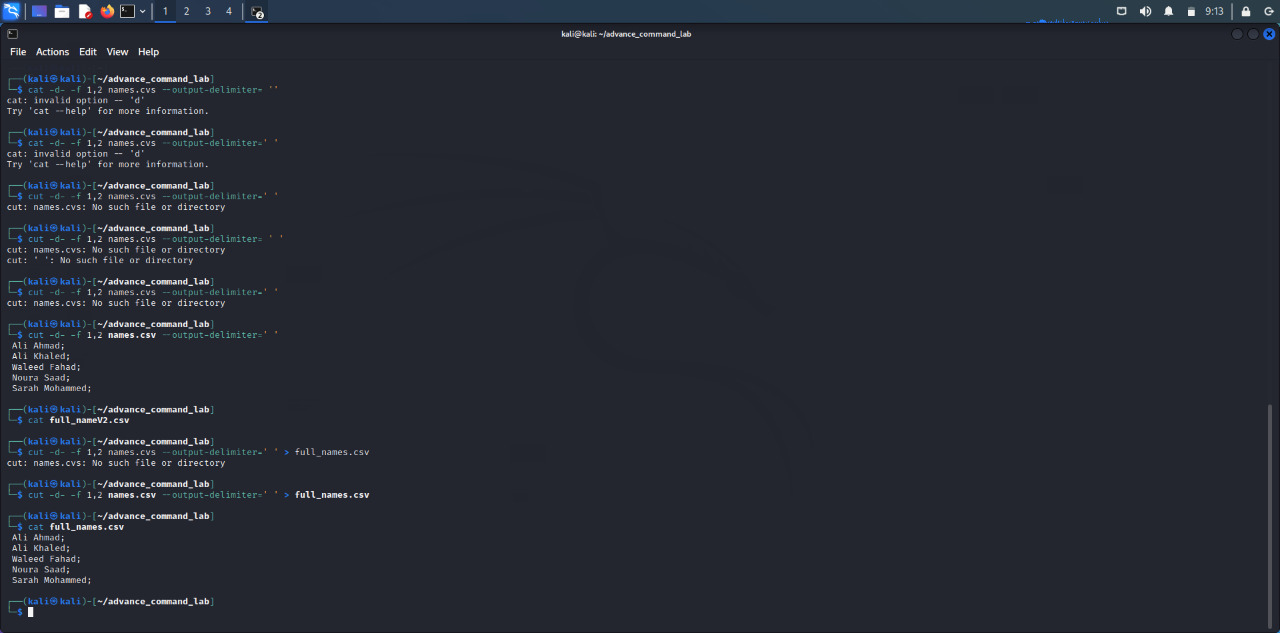 1 2 3 4 9:13
kali@kali: ~/advance_command_lab
File Actions Edit View Help
┌──(kali㉿kali)-[~/advance_command_lab]
└─$ cat -d- -f 1,2 names.cvs --output-delimiter= ''
cat: invalid option -- 'd'
Try 'cat --help' for more information.
┌──(kali㉿kali)-[~/advance_command_lab]
└─$ cat -d- -f 1,2 names.cvs --output-delimiter=' '
cat: invalid option -- 'd'
Try 'cat --help' for more information.
┌──(kali㉿kali)-[~/advance_command_lab]
└─$ cut -d- -f 1,2 names.cvs --output-delimiter=' '
cut: names.cvs: No such file or directory
┌──(kali㉿kali)-[~/advance_command_lab]
└─$ cut -d- -f 1,2 names.cvs --output-delimiter= ' '
cut: names.cvs: No such file or directory
cut: ' ': No such file or directory
┌──(kali㉿kali)-[~/advance_command_lab]
└─$ cut -d- -f 1,2 names.cvs --output-delimiter=' '
cut: names.cvs: No such file or directory
┌──(kali㉿kali)-[~/advance_command_lab]
└─$ cut -d- -f 1,2 names.csv --output-delimiter=' '
Ali Ahmad;
Ali Khaled;
Waleed Fahad;
Noura Saad;
Sarah Mohammed;
┌──(kali㉿kali)-[~/advance_command_lab]
└─$ cat full_nameV2.csv
┌──(kali㉿kali)-[~/advance_command_lab]
└─$ cut -d- -f 1,2 names.cvs --output-delimiter=' ' > full_names.csv
cut: names.cvs: No such file or directory
┌──(kali㉿kali)-[~/advance_command_lab]
└─$ cut -d- -f 1,2 names.csv --output-delimiter=' ' > full_names.csv
┌──(kali㉿kali)-[~/advance_command_lab]
└─$ cat full_names.csv
Ali Ahmad;
Ali Khaled;
Waleed Fahad;
Noura Saad;
Sarah Mohammed;
┌──(kali㉿kali)-[~/advance_command_lab]
└─$